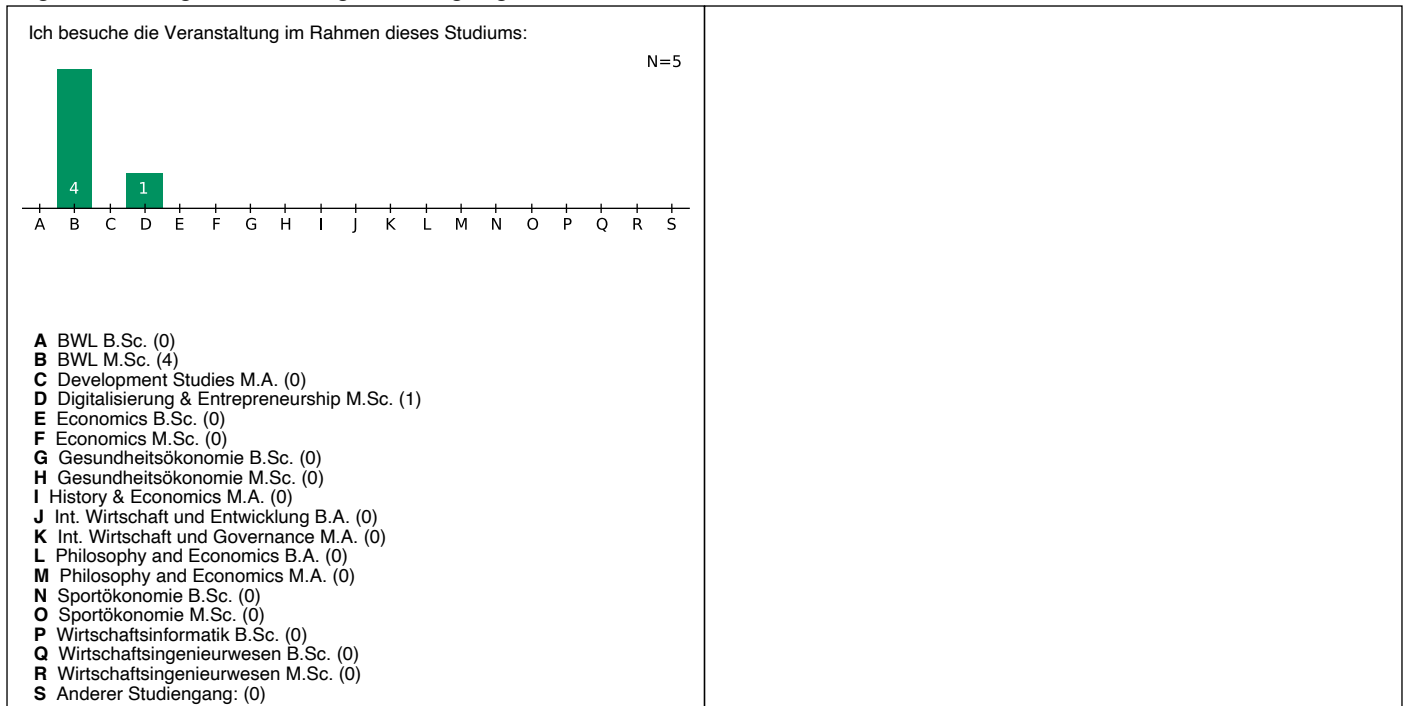 Ich besuche die Veranstaltung im Rahmen dieses Studiums:
N=5
4 1
A B C D E F G H I J K L M N O P Q R S
A BWL B.Sc. (0)
B BWL M.Sc. (4)
C Development Studies M.A. (0)
D Digitalisierung & Entrepreneurship M.Sc. (1)
E Economics B.Sc. (0)
F Economics M.Sc. (0)
G Gesundheitsökonomie B.Sc. (0)
H Gesundheitsökonomie M.Sc. (0)
I History & Economics M.A. (0)
J Int. Wirtschaft und Entwicklung B.A. (0)
K Int. Wirtschaft und Governance M.A. (0)
L Philosophy and Economics B.A. (0)
M Philosophy and Economics M.A. (0)
N Sportökonomie B.Sc. (0)
O Sportökonomie M.Sc. (0)
P Wirtschaftsinformatik B.Sc. (0)
Q Wirtschaftsingenieurwesen B.Sc. (0)
R Wirtschaftsingenieurwesen M.Sc. (0)
S Anderer Studiengang: (0)